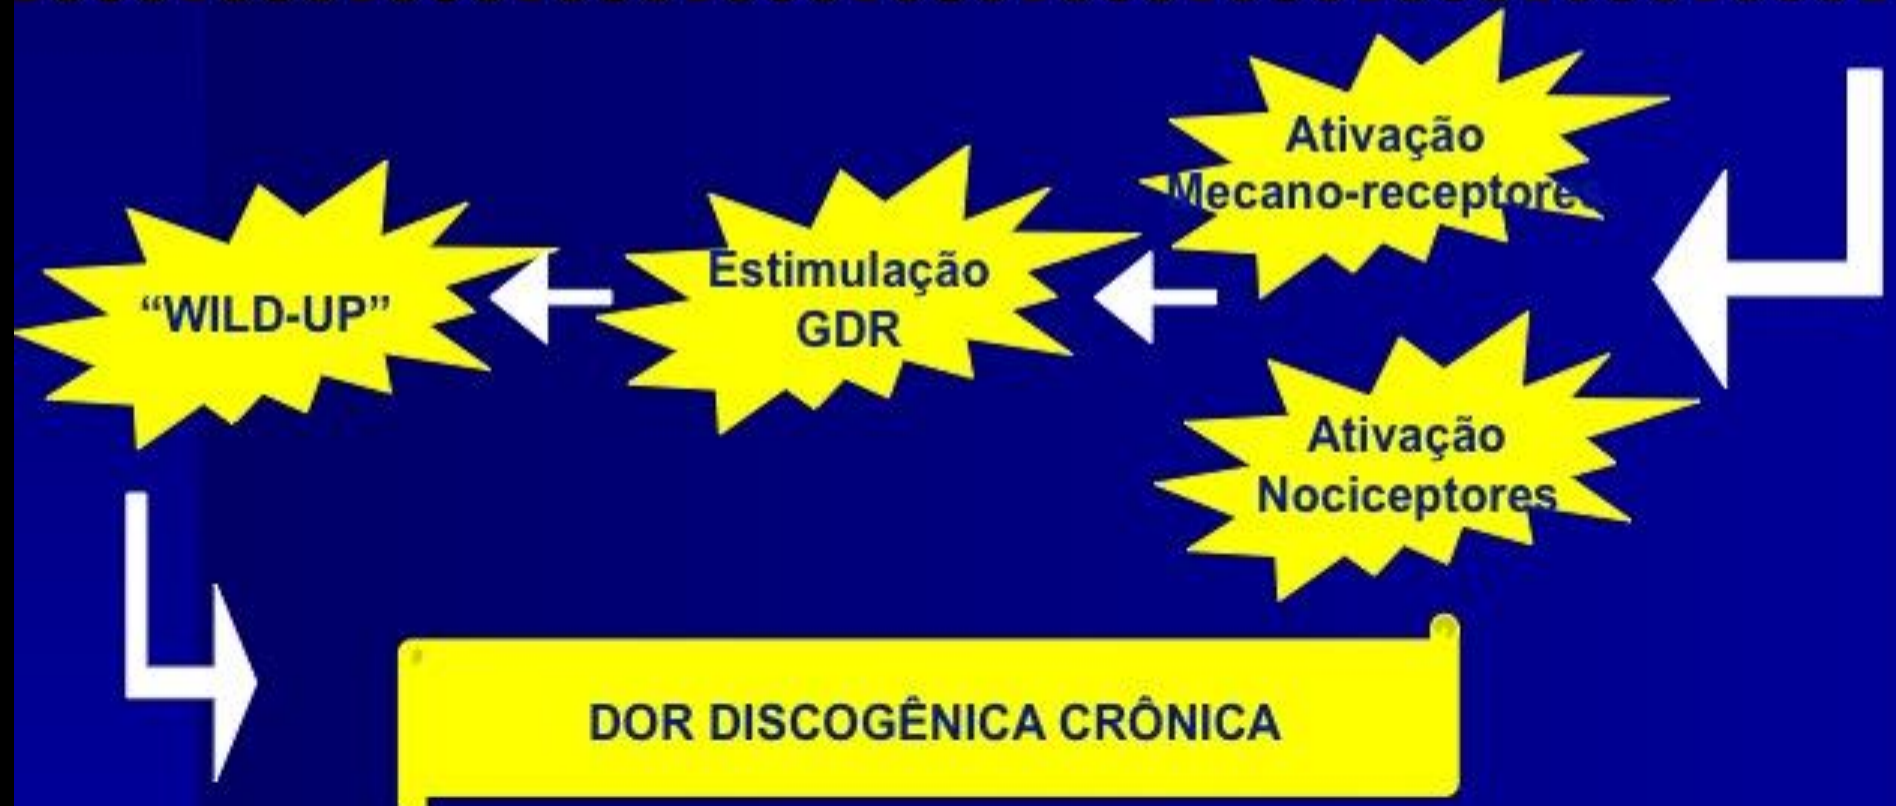 Ativação
Mecano-receptores
Estimulação
GDR
“WILD-UP”
Ativação
Nociceptores
DOR DISCOGÊNICA CRÔNICA